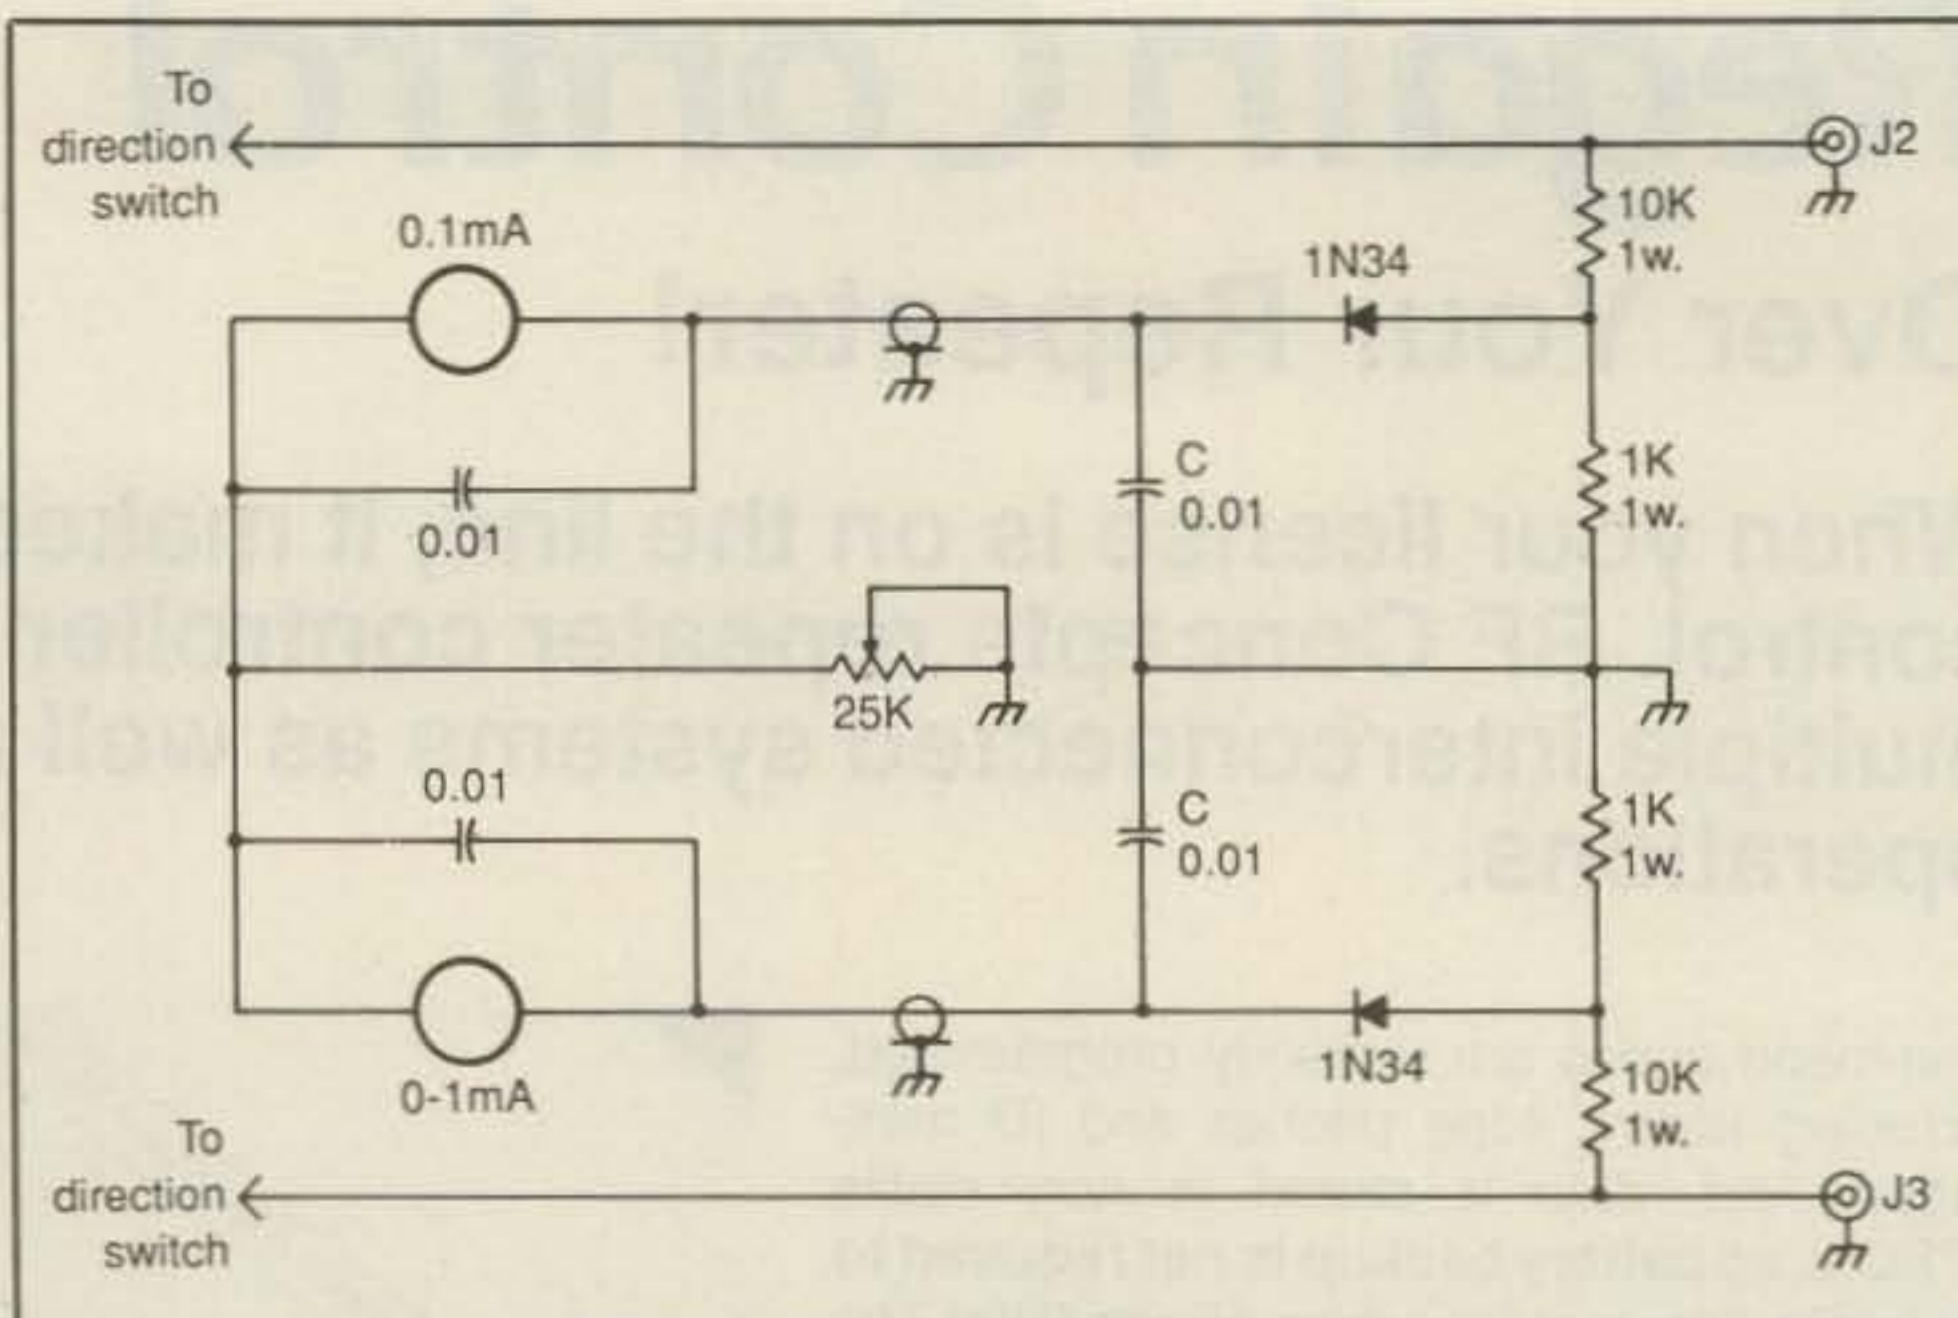 To
direction
switch
J2
0.1mA
10K
1w.
1N34
C
0.01
1K
1w.
0.01
25K
0.01
C
0.01
1K
1w.
0-1mA
1N34
10K
1w.
To
direction
switch
J3